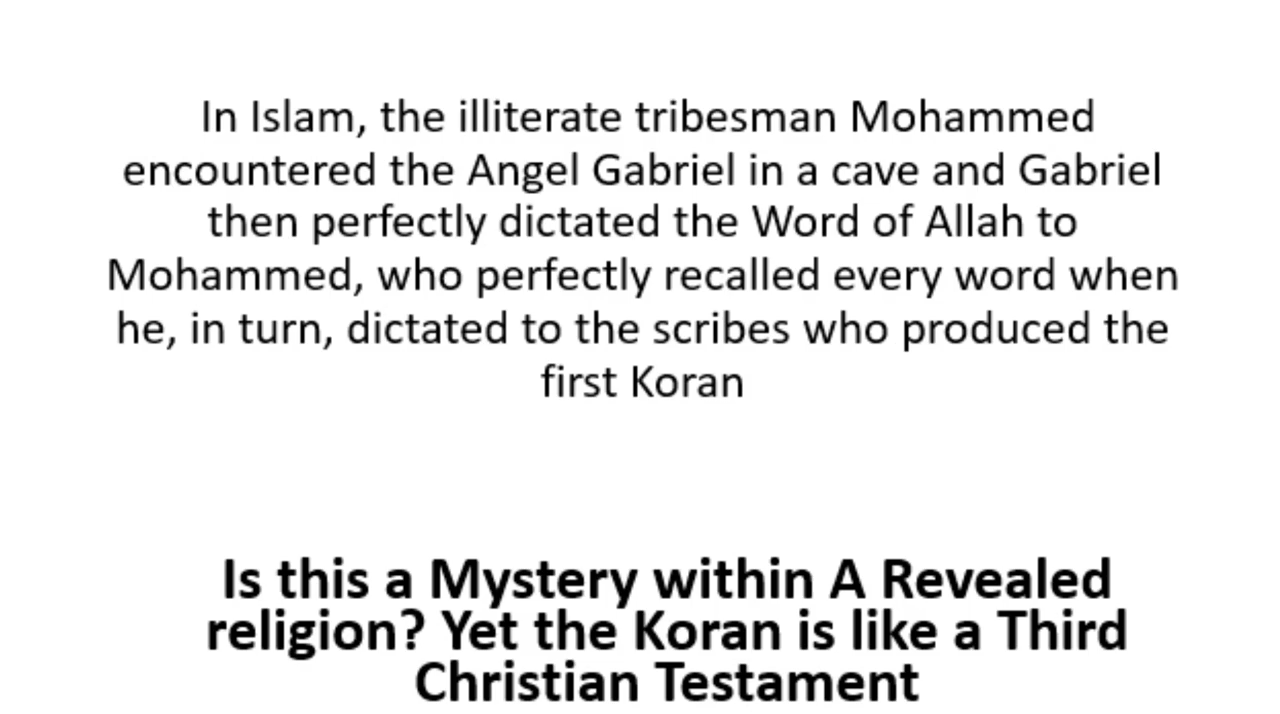 In Islam, the illiterate tribesman Mohammed
encountered the Angel Gabriel in a cave and Gabriel
then perfectly dictated the Word of Allah to
Mohammed, who perfectly recalled every word when
he, in turn, dictated to the scribes who produced the
first Koran
Is this a Mystery within A Revealed
religion? Yet the Koran is like a Third
Christian Testament